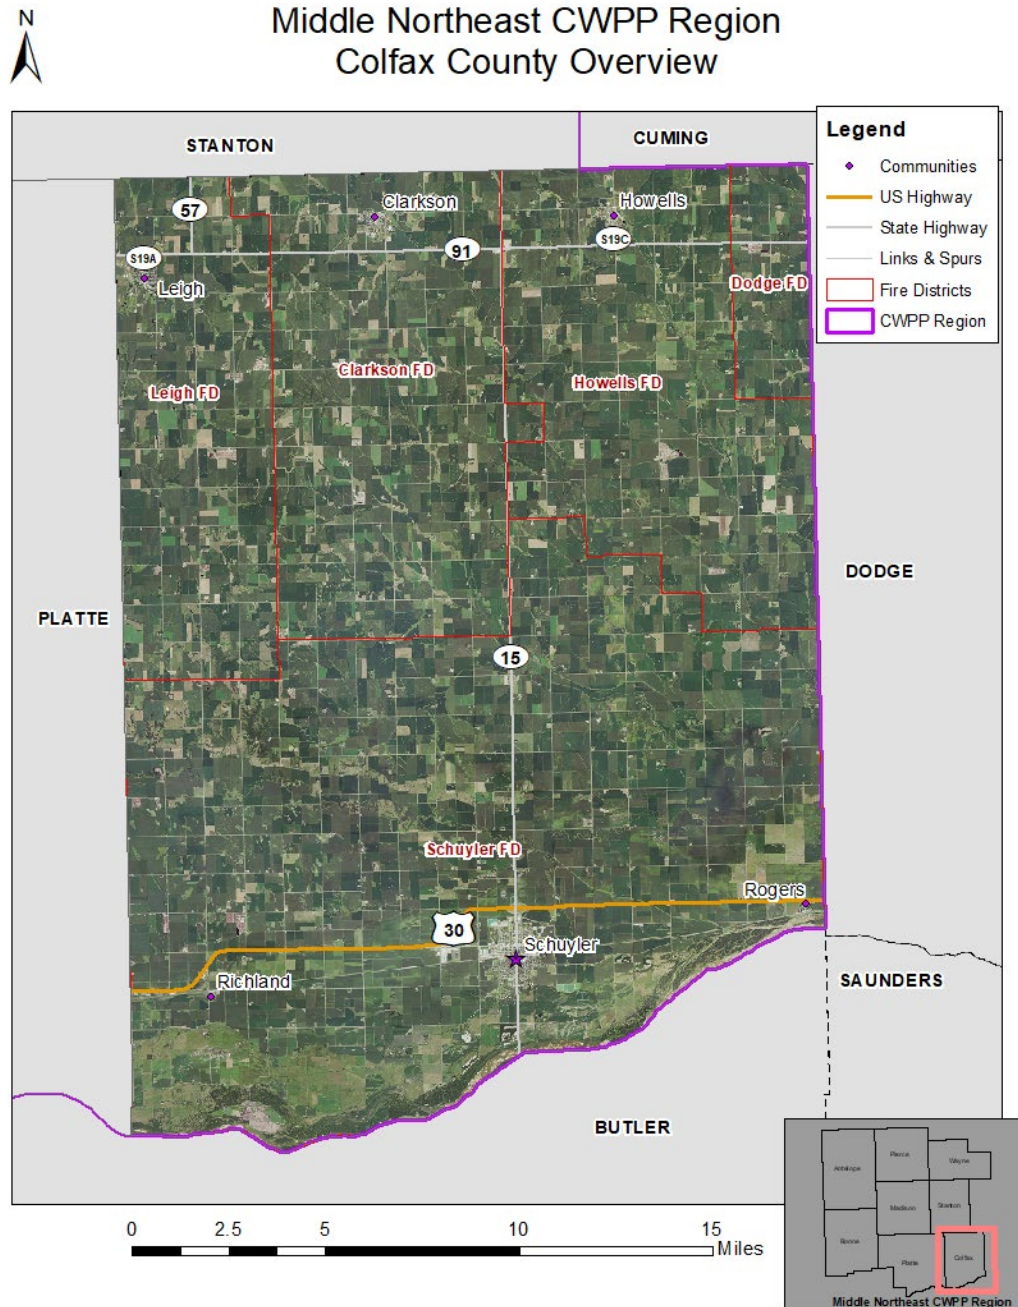 Middle Northeast CWPP Region
Colfax County Overview
N
STANTON
CUMING
Legend
Communities
US Highway
State Highway
Links & Spurs
Fire Districts
CWPP Region
57
Clarkson
Howells
S19C
91
S19A
Leigh
Dodge FD
Clarkson FD
Howells FD
Leigh FD
DODGE
PLATTE
15
Schuyler FD
Rogers
30
Schuyler
Richland
SAUNDERS
BUTLER
0 2.5 5 10 15
Miles
Antelope
Pierce
Wayne
Madison
Stanton
Boone
Platte
Colfax
Middle Northeast CWPP Region